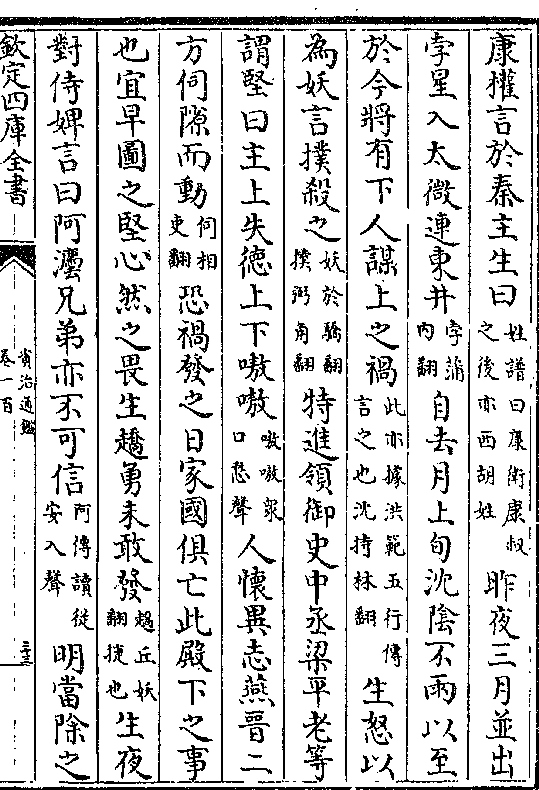 康權言於秦主生曰姓譜曰康衛康叔之後亦西胡姓昨夜三月並出
孛星入太微連東井孛蒲內翻自去月上旬沈陰不雨以至
於今將有下人謀上之禍此亦據洪範五行傳言之也沈持林翻生怒以
為妖言撲殺之妖於驕翻撲弼角翻特進領御史中丞梁平老等
謂堅曰主上失德上下嗷嗷嗷嗷衆口愁聲人懷異志燕晉二
方伺隙而動伺相吏翻恐禍發之日家國俱亡此殿下之事
也宜早圖之堅心然之畏生趫勇未敢發趫丘妖翻捷也生夜
對侍婢言曰阿灋兄弟亦不可信阿傳讀從安入聲明當除之
欽定四庫全書
資治通鑑
卷一百